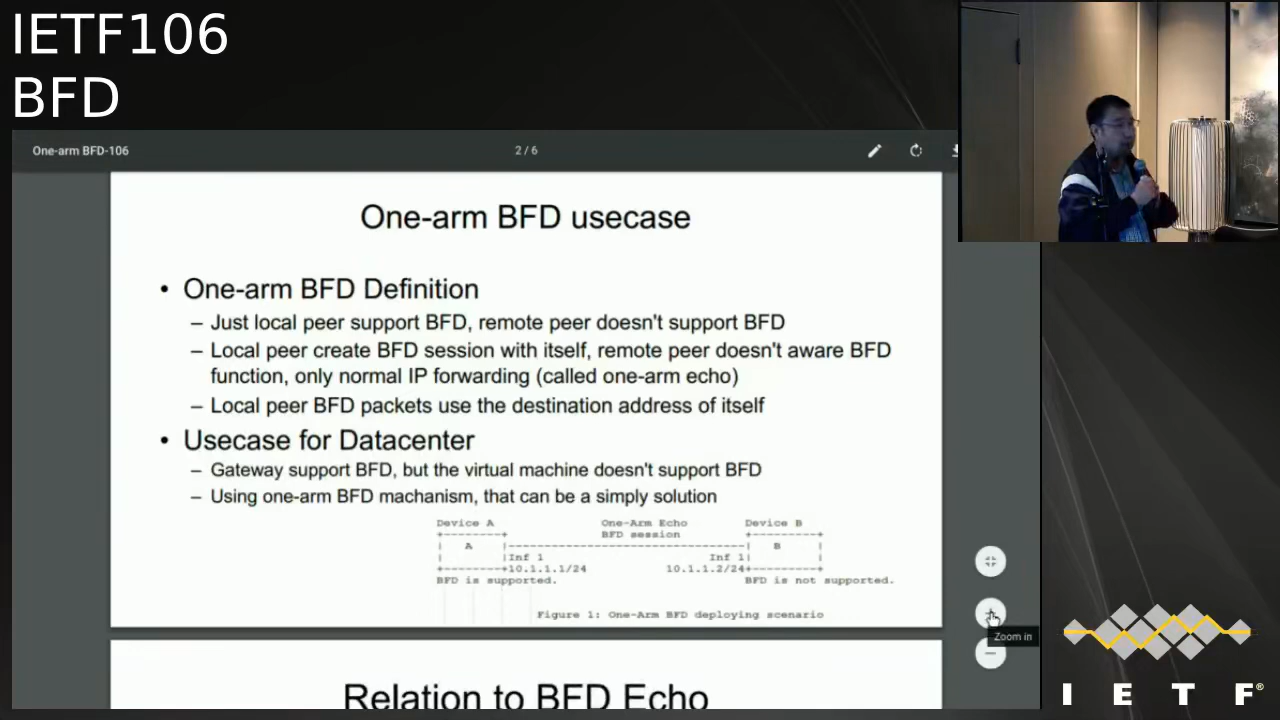 IETF106
BFD
One-arm BFD-106
2 / 6
One-arm BFD usecase
• One-arm BFD Definition
– Just local peer support BFD, remote peer doesn't support BFD
– Local peer create BFD session with itself, remote peer doesn't aware BFD
function, only normal IP forwarding (called one-arm echo)
– Local peer BFD packets use the destination address of itself
• Usecase for Datacenter
– Gateway support BFD, but the virtual machine doesn't support BFD
– Using one-arm BFD machanism, that can be a simply solution
Device A One-Arm Echo Device B
BFD session
A B
Inf 1 Inf 1
10.1.1.1/24 10.1.1.2/24
BFD is supported. BFD is not supported.
Figure 1: One-Arm BFD deploying scenario
Zoom in
Relation to BFD Echo
I E T F®